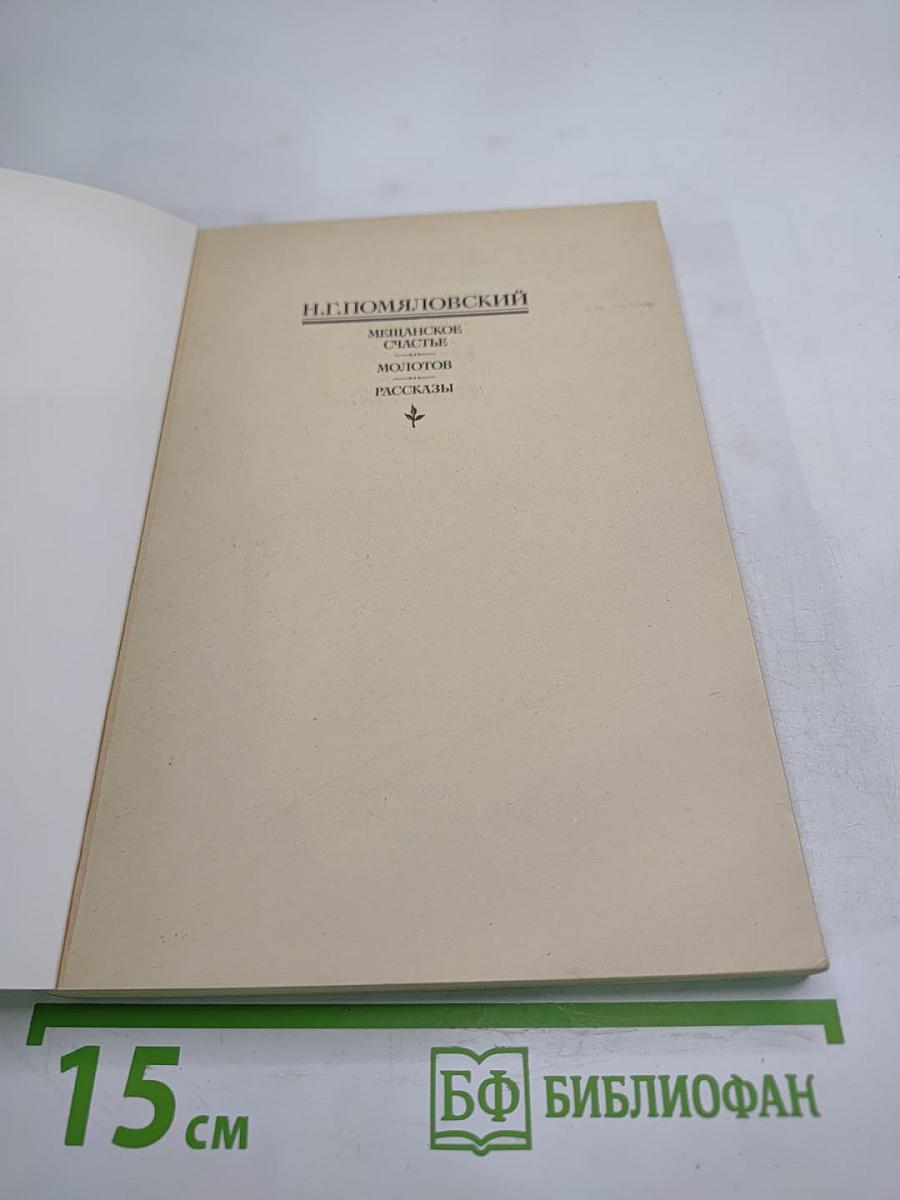 Н.Г.ПОМЯЛОВСКИЙ
МЕЩАНСКОЕ
СЧАСТЬЕ
МОЛОТОВ
РАССКАЗЫ
15 см
БФ БИБЛИОФАН